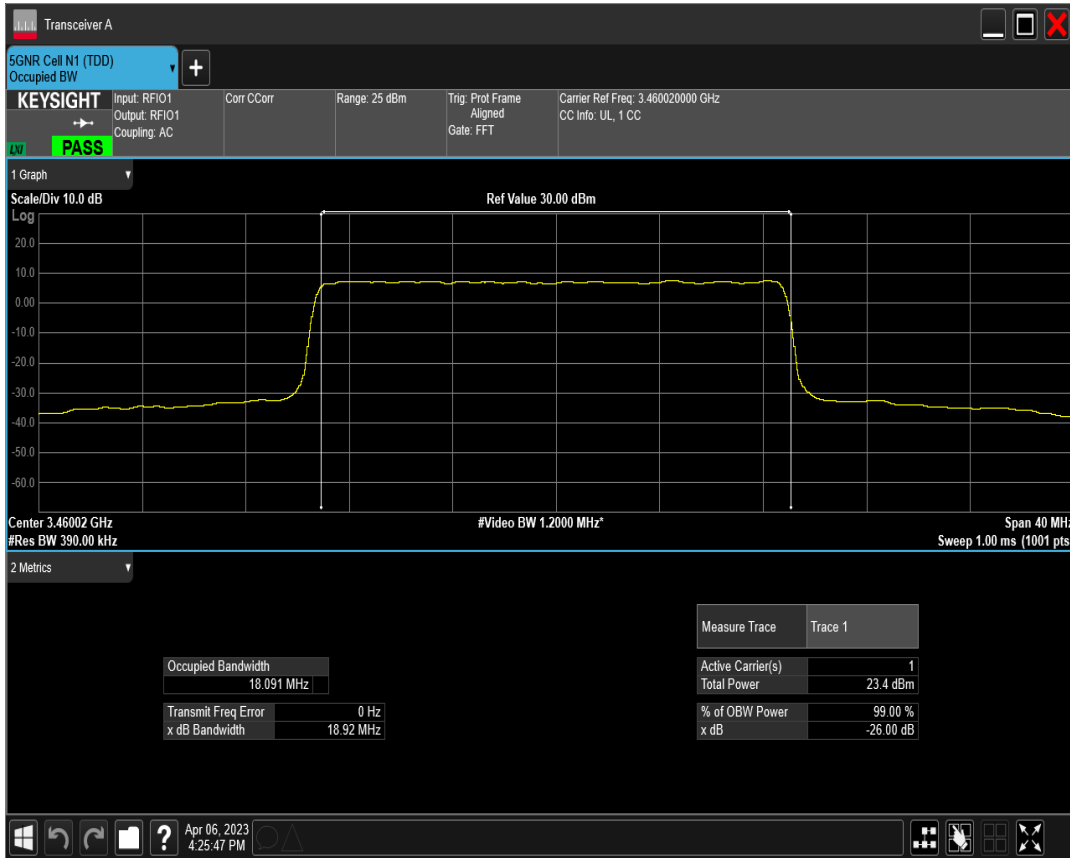 Transceiver A
5GNR Cell N1 (TDD)
Occupied BW
+
KEYSIGHT
LXI
PASS
Input: RFIO1
Output: RFIO1
Coupling: AC
Corr CCorr
Range: 25 dBm
Trig: Prot Frame
Aligned
Gate: FFT
Carrier Ref Freq: 3.460020000 GHz
CC Info: UL, 1 CC
1 Graph
Scale/Div 10.0 dB
Ref Value 30.00 dBm
Log
20.0
10.0
0.00
-10.0
-20.0
-30.0
-40.0
-50.0
-60.0
Center 3.46002 GHz
#Video BW 1.2000 MHz*
Span 40 MHz
#Res BW 390.00 kHz
Sweep 1.00 ms (1001 pts
2 Metrics
Measure Trace Trace 1
Occupied Bandwidth
18.091 MHz
Active Carrier(s) 1
Total Power 23.4 dBm
Transmit Freq Error 0 Hz
x dB Bandwidth 18.92 MHz
% of OBW Power 99.00 %
x dB -26.00 dB
?
Apr 06, 2023
4:25:47 PM